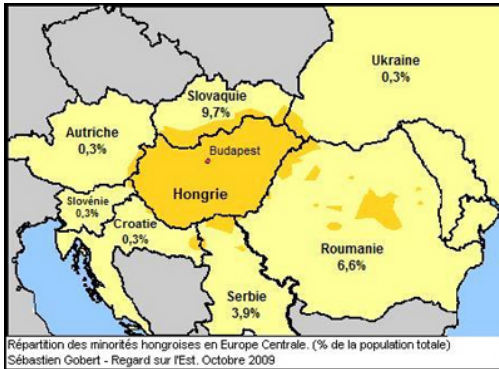 Ukraine
0,3%
Slovaquie
9,7%
Autriche
0,3%
Budapest
Hongrie
Slovénie
0,3%
Croatie
0,3%
Roumanie
6,6%
Serbie
3,9%
Répartition des minorités hongroises en Europe Centrale. (% de la population totale)
Sébastien Gobert - Regard sur l'Est. Octobre 2009